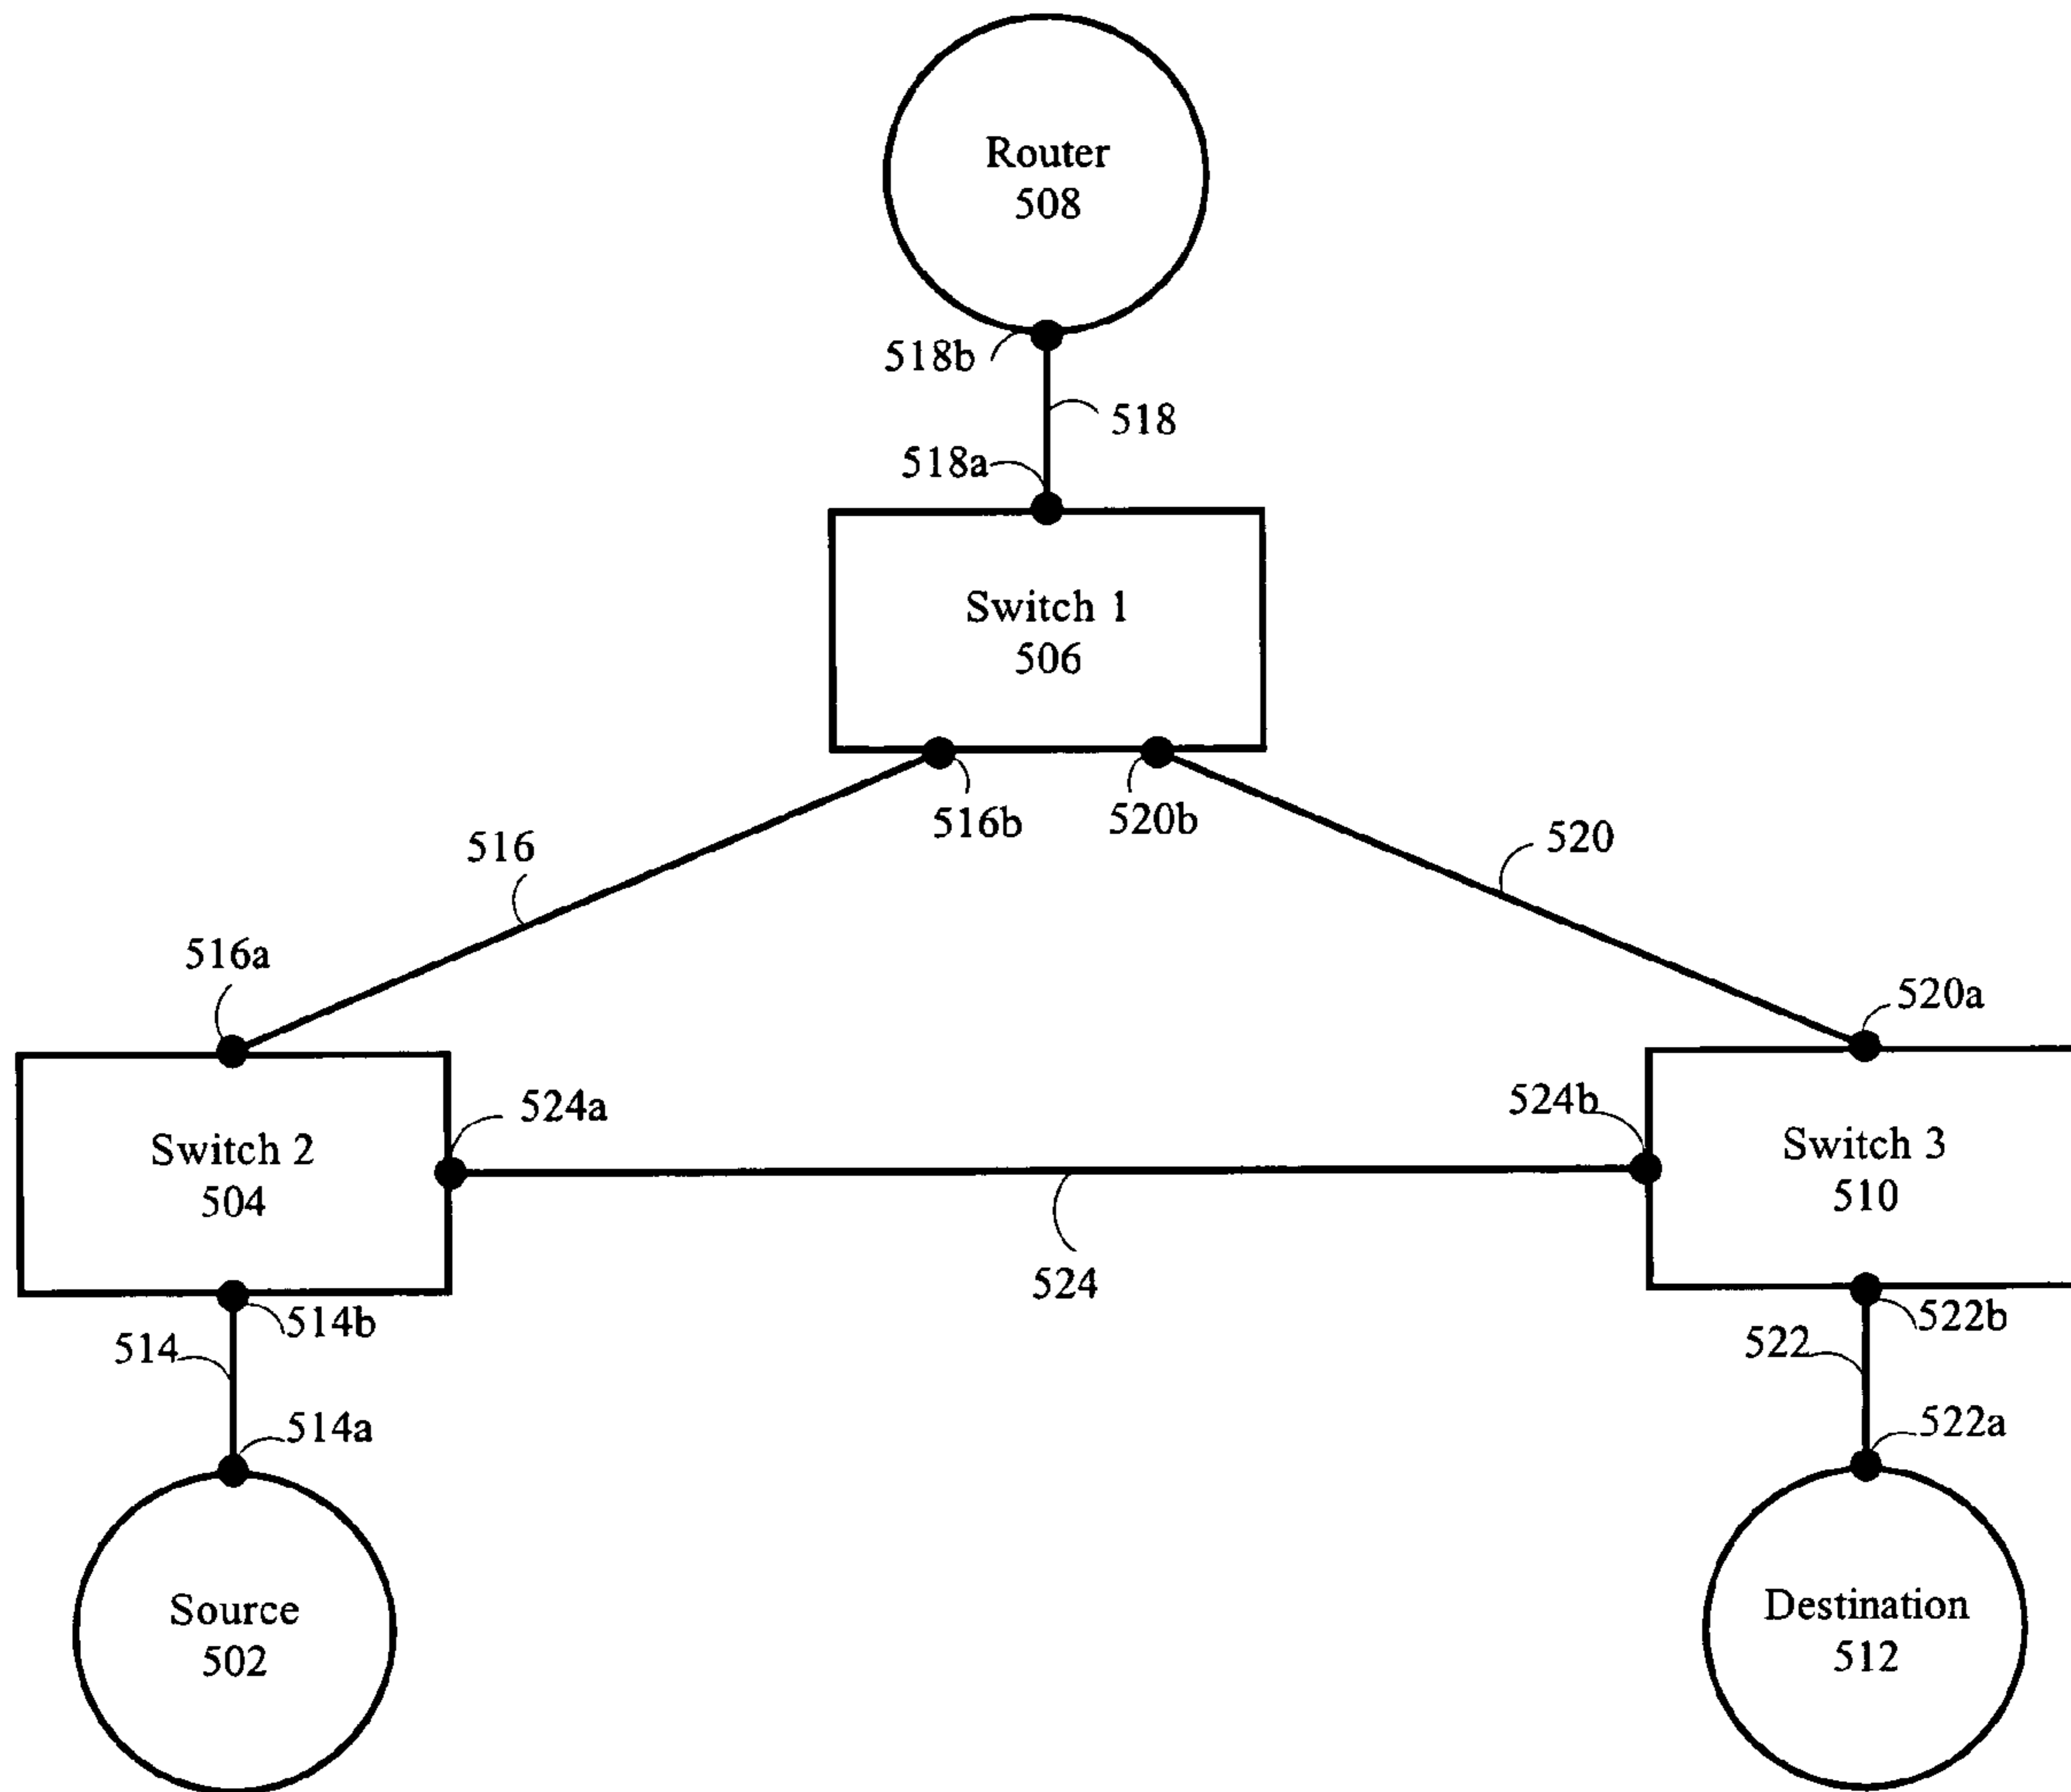 Router
508
518b
518
518a
Switch 1
506
516b
520b
516
520
516a
520a
524a
524b
Switch 2
504
Switch 3
510
524
514b
522b
514
522
514a
522a
Source
502
Destination
512